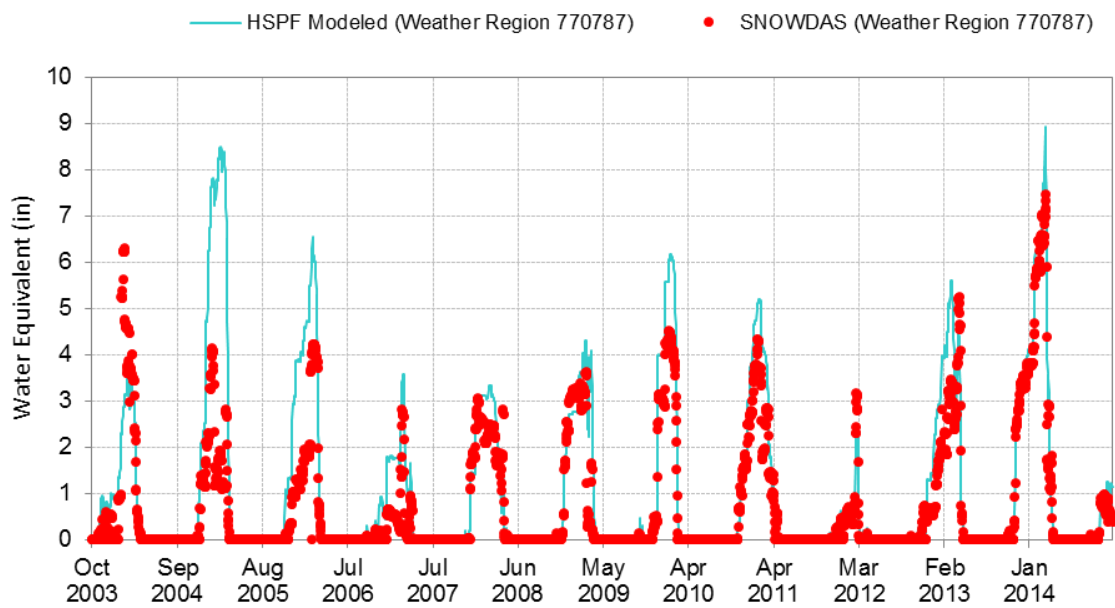 HSPF Modeled (Weather Region 770787) SNOWDAS (Weather Region 770787)
Water Equivalent (in)
10
9
8
7
6
5
4
3
2
1
0
Oct Sep Aug Jul Jul Jun May Apr Apr Mar Feb Jan
2003 2004 2005 2006 2007 2008 2009 2010 2011 2012 2013 2014